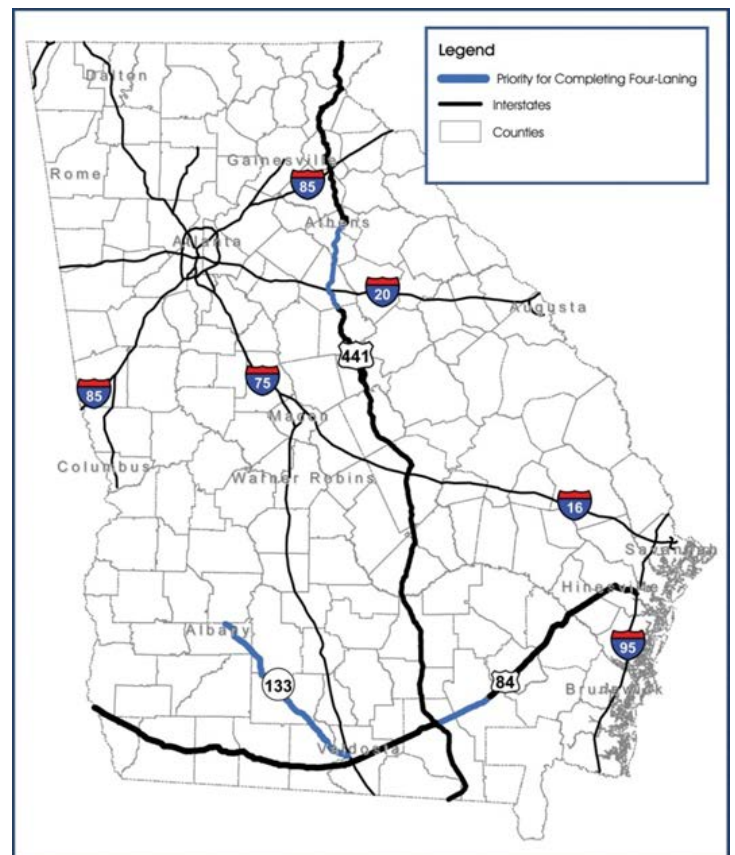 Legend
Priority for Completing Four-Laning
Interstates
Counties
Dalton
Gainesville
Rome
85
Athens
Atlanta
20
Augusta
441
75
85
Macon
Columbus
Warner Robins
16
Savannah
Hinesville
Albany
95
133
84
Brunswick
Valdosta